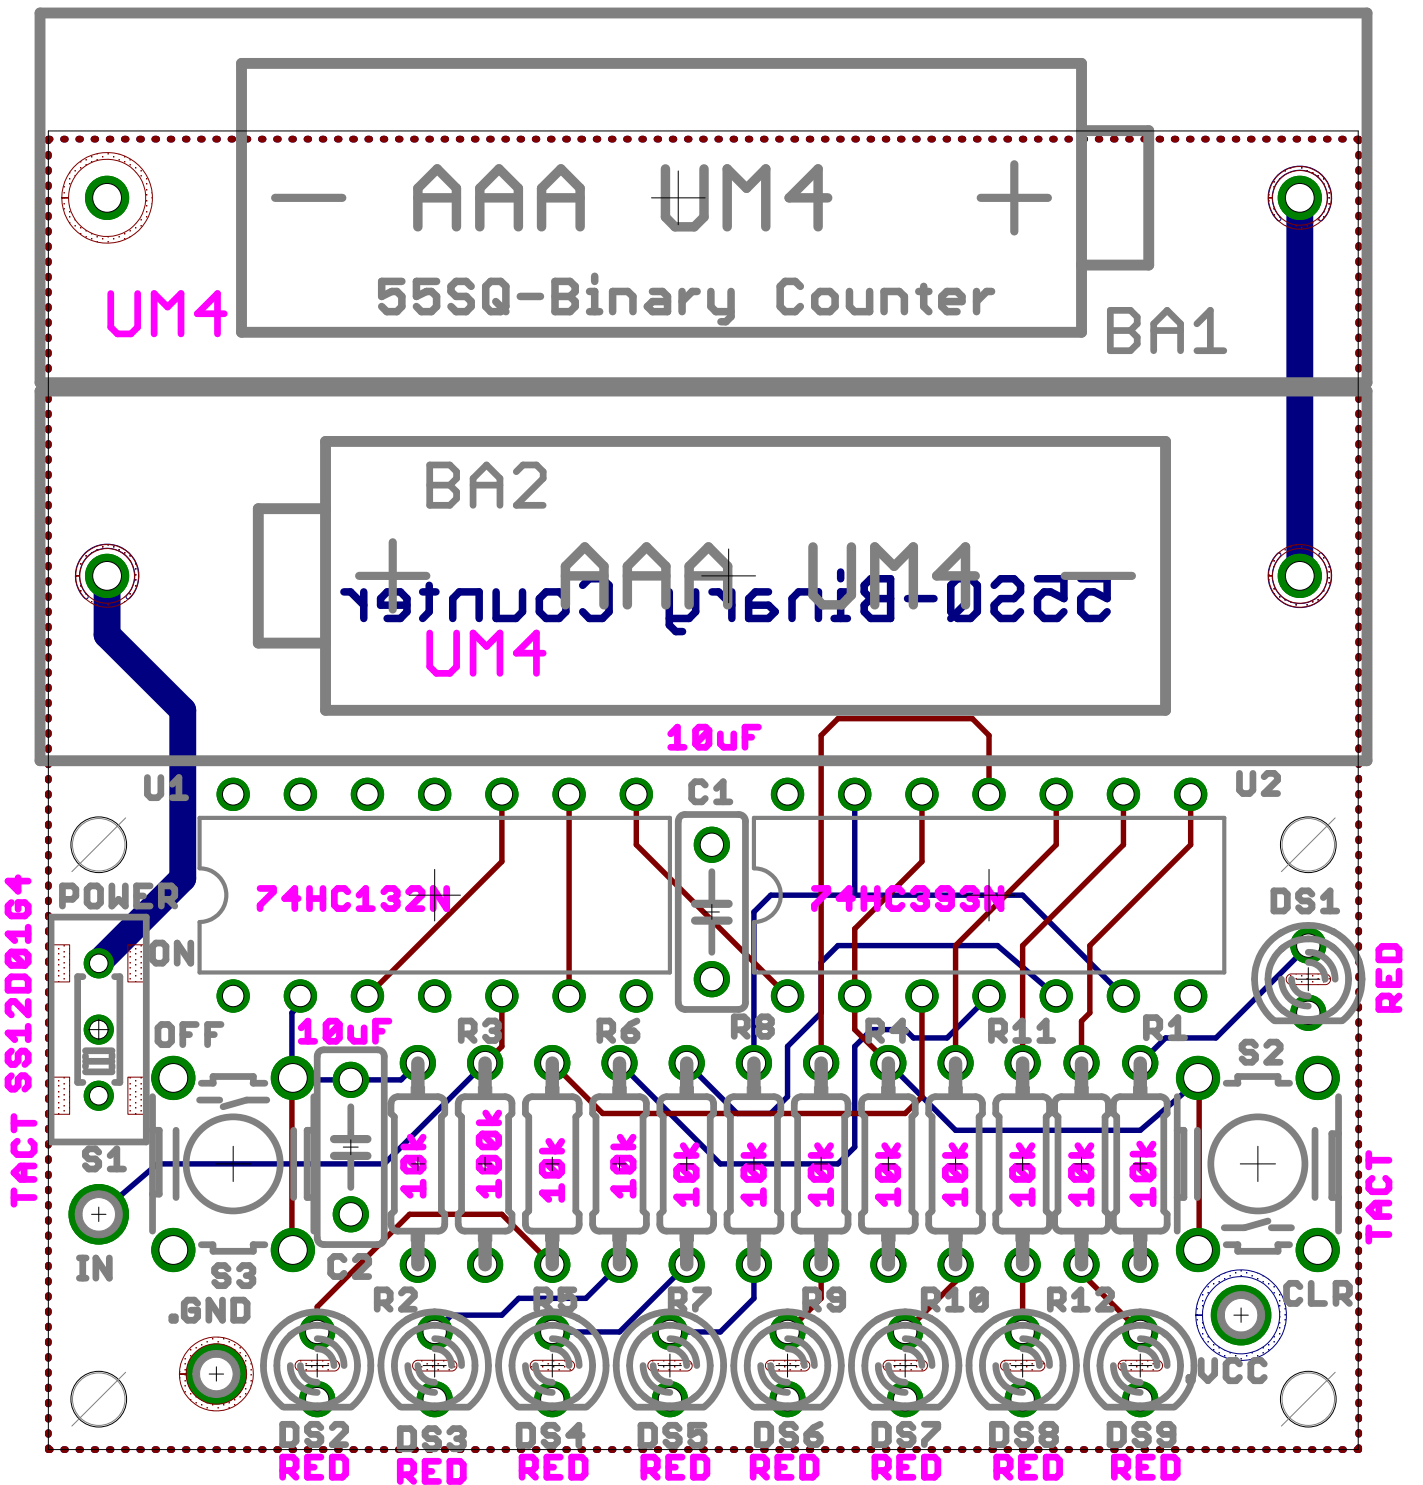 AAA UM4
55SQ-Binary Counter
UM4
BA1
BA2
AAA UM4
55SQ-Binary Counter
UM4
10uF
U1
C1
U2
POWER
74HC132N
74HC393N
DS1
ON
RED
TACT SS12D01G4
OFF
10uF
R3
R6
R8
R4
R11
R1
S2
S1
10k
100k
10k
10k
10k
10k
10k
10k
10k
10k
10k
10k
TACT
IN
S3
C2
.GND
R2
R5
R7
R9
R10
R12
CLR
.VCC
DS2
DS3
DS4
DS5
DS6
DS7
DS8
DS9
RED
RED
RED
RED
RED
RED
RED
RED